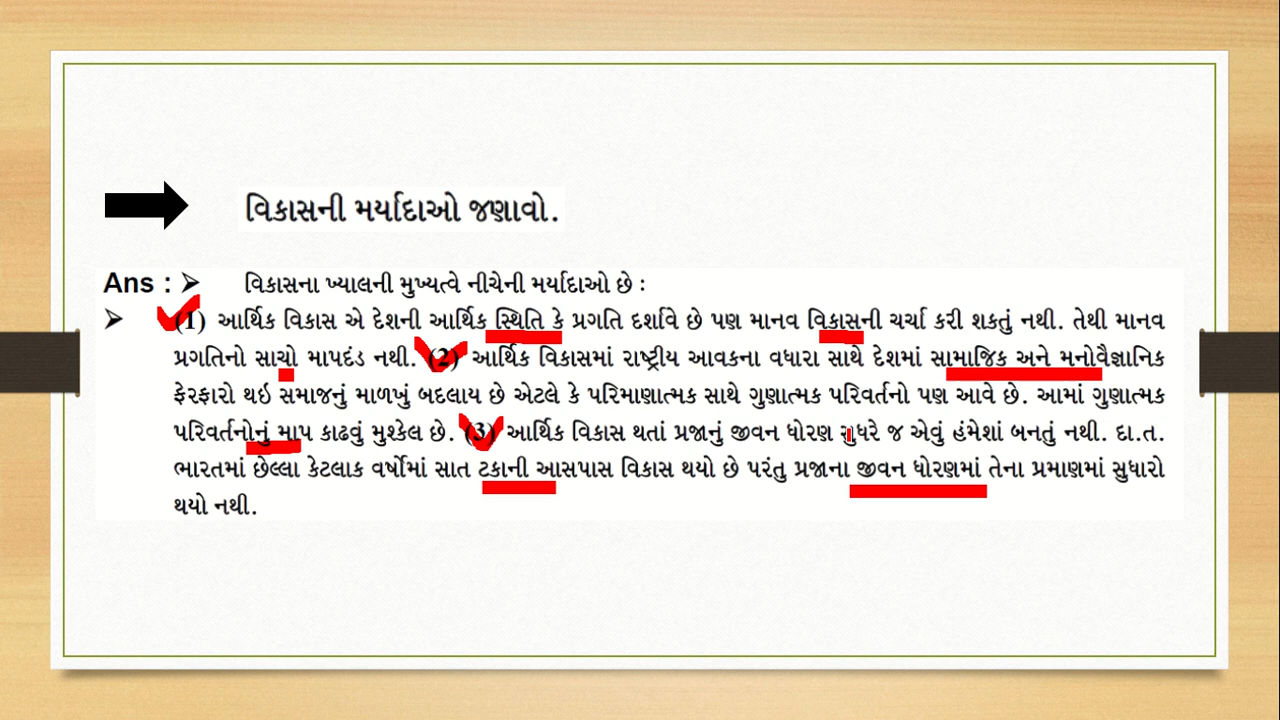 વિકાસની મર્યાદાઓ જણાવો.
Ans : ➢ વિકાસના ખ્યાલની મુખ્યત્વે નીચેની મર્યાદાઓ છે :
➢ (1) આર્થિક વિકાસ એ દેશની આર્થિક સ્થિતિ કે પ્રગતિ દર્શાવે છે પણ માનવ વિકાસની ચર્ચા કરી શકતું નથી. તેથી માનવ
પ્રગતિનો સાચો માપદંડ નથી. (2) આર્થિક વિકાસમાં રાષ્ટ્રીય આવકના વધારા સાથે દેશમાં સામાજિક અને મનોવૈજ્ઞાનિક
ફેરફારો થઇ સમાજનું માળખું બદલાય છે એટલે કે પરિમાણાત્મક સાથે ગુણાત્મક પરિવર્તનો પણ આવે છે. આમાં ગુણાત્મક
પરિવર્તનોનું માપ કાઢવું મુશ્કેલ છે. (3) આર્થિક વિકાસ થતાં પ્રજાનું જીવન ધોરણ સુધરે જ એવું હંમેશાં બનતું નથી. દા.ત.
ભારતમાં છેલ્લા કેટલાક વર્ષોમાં સાત ટકાની આસપાસ વિકાસ થયો છે પરંતુ પ્રજાના જીવન ધોરણમાં તેના પ્રમાણમાં સુધારો
થયો નથી.